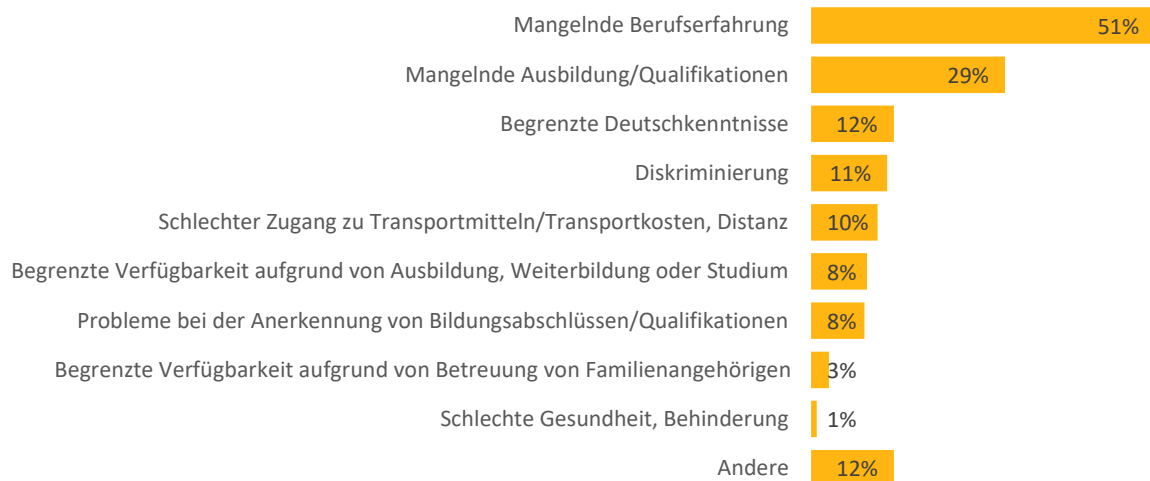 Mangelnde Berufserfahrung 51%
Mangelnde Ausbildung/Qualifikationen 29%
Begrenzte Deutschkenntnisse 12%
Diskriminierung 11%
Schlechter Zugang zu Transportmitteln/Transportkosten, Distanz 10%
Begrenzte Verfügbarkeit aufgrund von Ausbildung, Weiterbildung oder Studium 8%
Probleme bei der Anerkennung von Bildungsabschlüssen/Qualifikationen 8%
Begrenzte Verfügbarkeit aufgrund von Betreuung von Familienangehörigen 3%
Schlechte Gesundheit, Behinderung 1%
Andere 12%